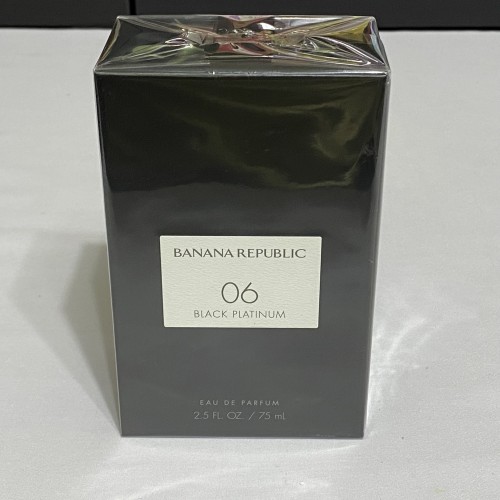 BANANA REPUBLIC
06
BLACK PLATINUM
EAU DE PARFUM
2.5 FL. OZ. / 75 mL